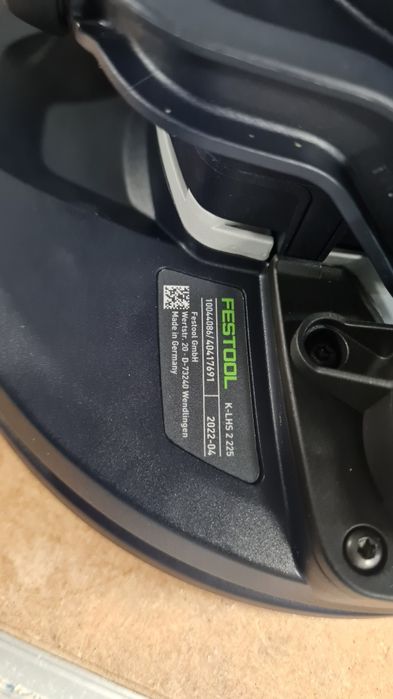 FESTOOL K-LHS 2 225
10044086/40417691 2022-04
Festool GmbH
Wertstr. 20 · D-73240 Wendlingen
Made in Germany